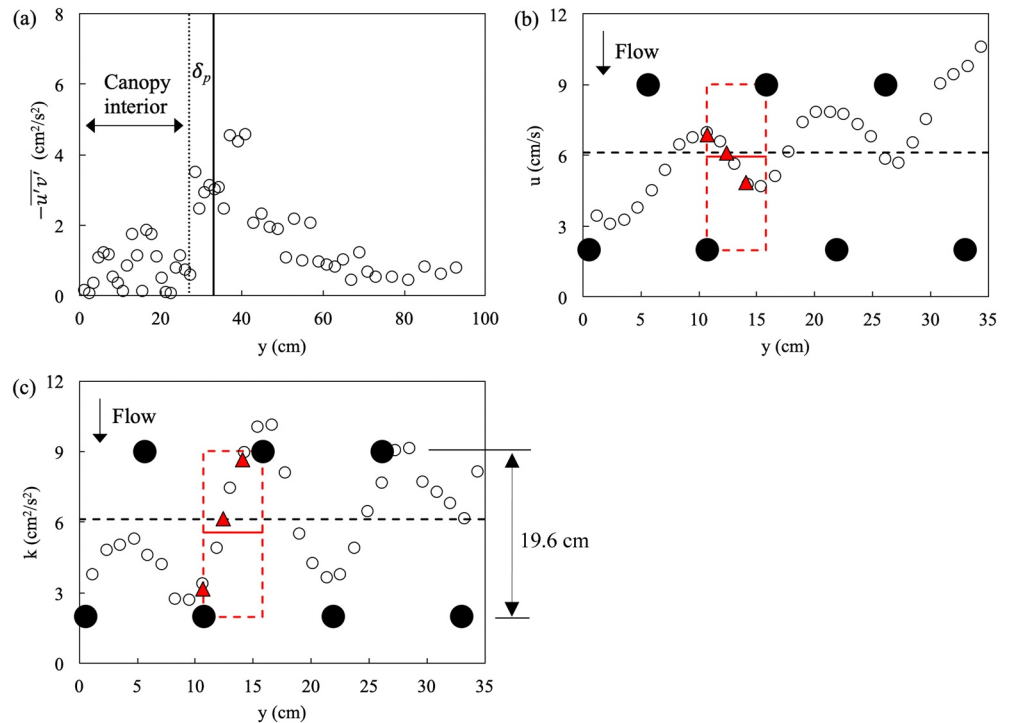 (a)
8
6
4
2
0
−u′v′ (cm²/s²)
Canopy
interior
δp
0 20 40 60 80 100
y (cm)
(b)
12
9
6
3
0
u (cm/s)
Flow
0 5 10 15 20 25 30 35
y (cm)
(c)
12
9
6
3
0
k (cm²/s²)
Flow
19.6 cm
0 5 10 15 20 25 30 35
y (cm)